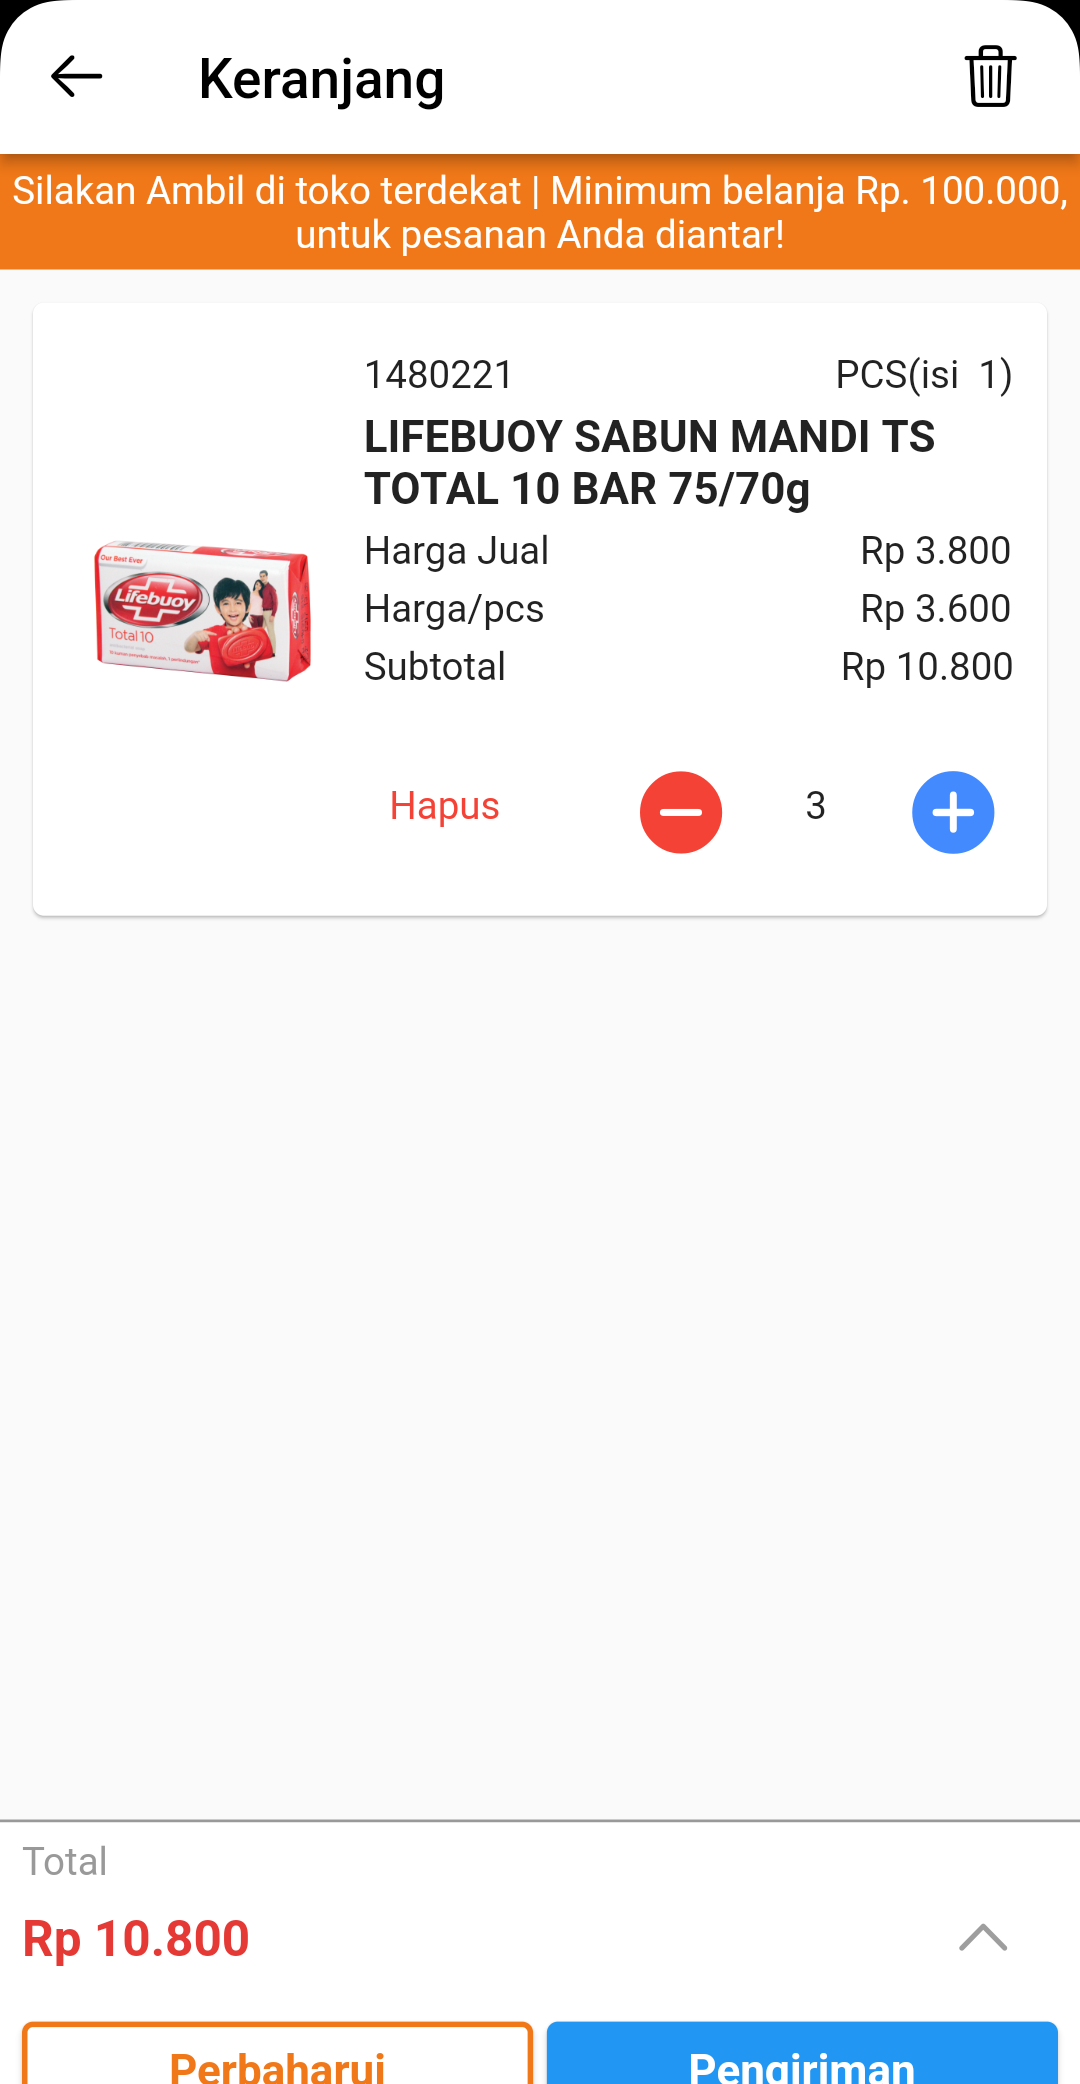 Keranjang
Silakan Ambil di toko terdekat | Minimum belanja Rp. 100.000,
untuk pesanan Anda diantar!
1480221 PCS(isi  1)
LIFEBUOY SABUN MANDI TS
TOTAL 10 BAR 75/70g
Harga Jual Rp 3.800
Harga/pcs Rp 3.600
Subtotal Rp 10.800
Our Best Ever
Lifebuoy
Total 10
Hapus 3
Total
Rp 10.800
Perbaharui Pengiriman